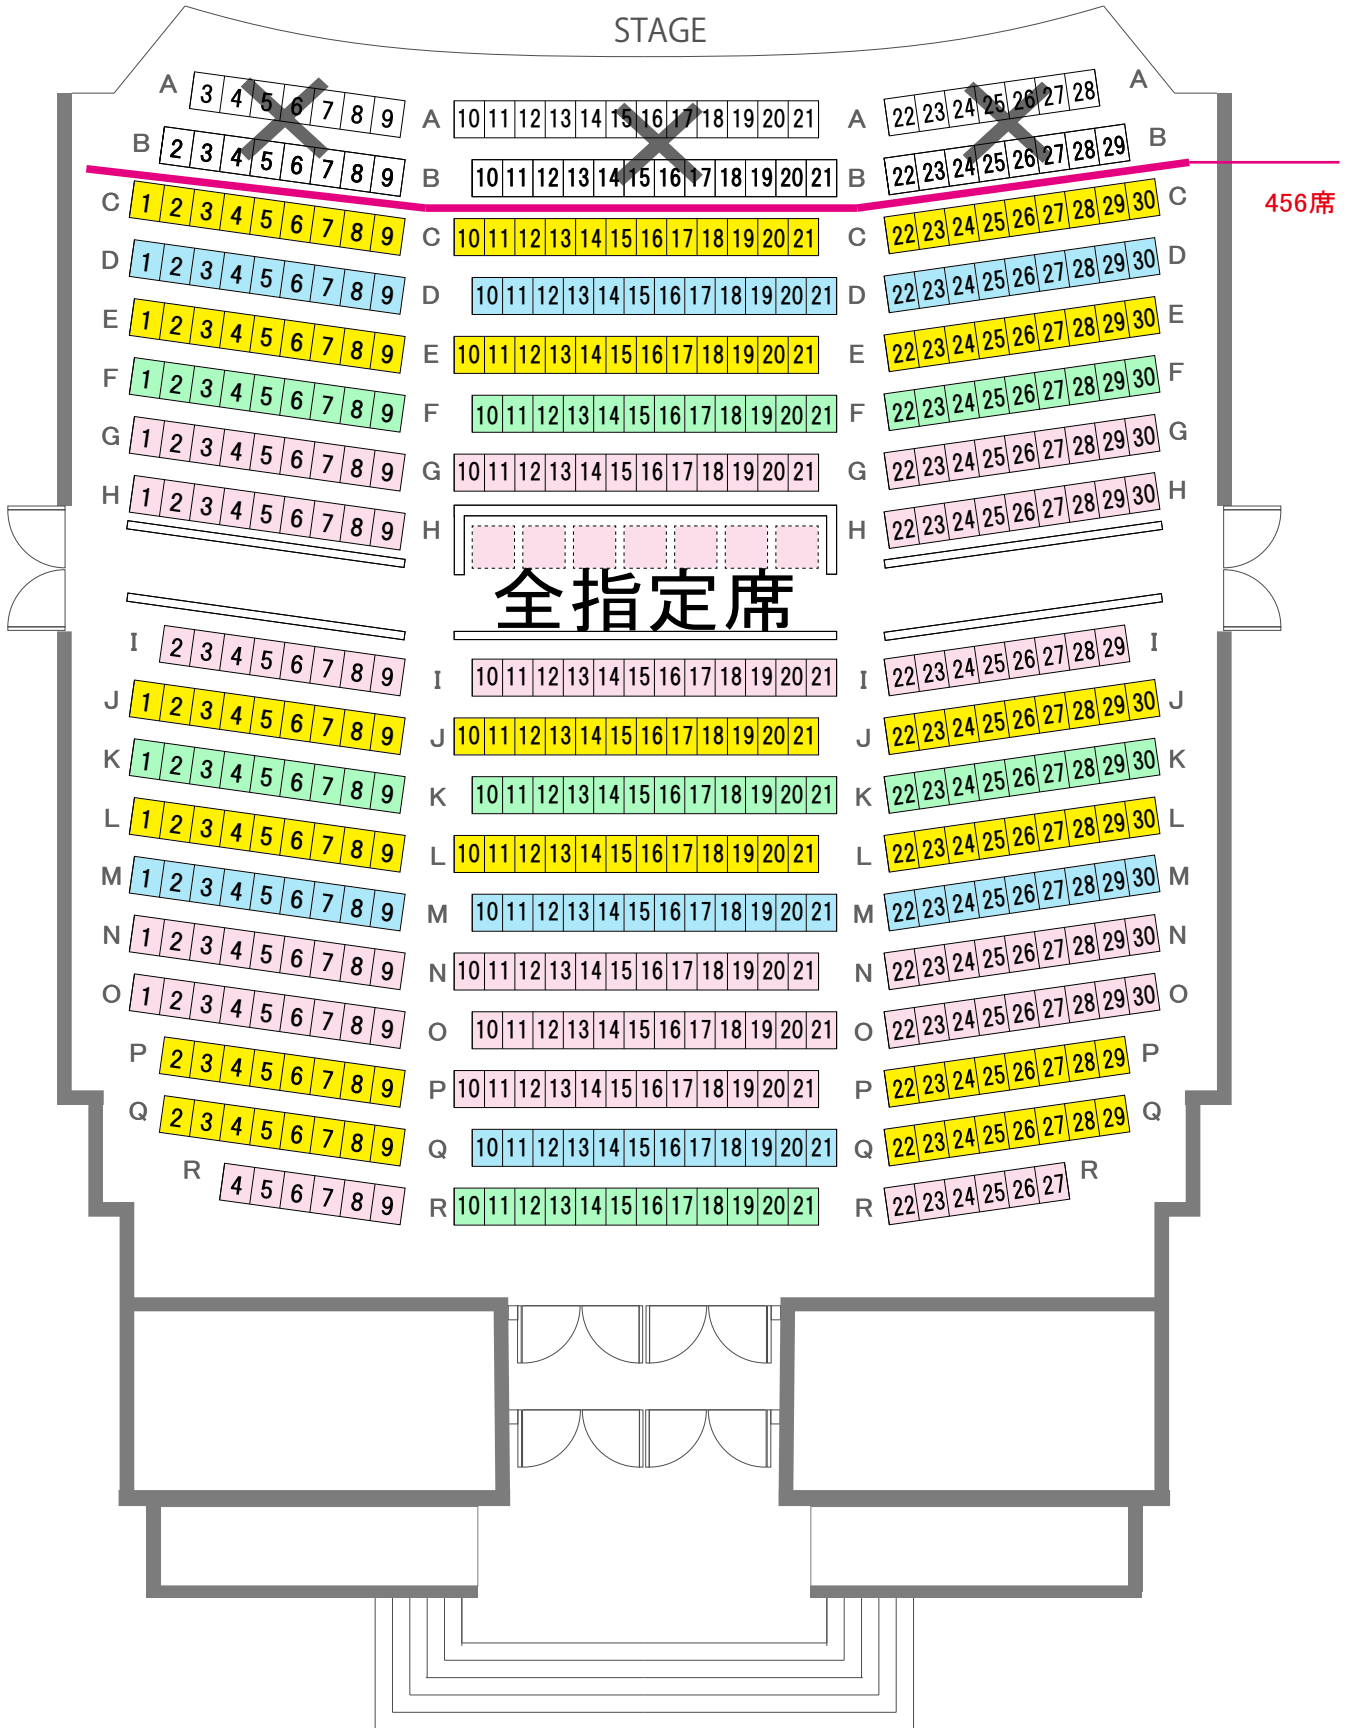 STAGE
A 3 4 5 6 7 8 9 A 10 11 12 13 14 15 16 17 18 19 20 21 A 22 23 24 25 26 27 28 A
B 2 3 4 5 6 7 8 9 B 10 11 12 13 14 15 16 17 18 19 20 21 B 22 23 24 25 26 27 28 29 B
456席
C 1 2 3 4 5 6 7 8 9 C 10 11 12 13 14 15 16 17 18 19 20 21 C 22 23 24 25 26 27 28 29 30 C
D 1 2 3 4 5 6 7 8 9 D 10 11 12 13 14 15 16 17 18 19 20 21 D 22 23 24 25 26 27 28 29 30 D
E 1 2 3 4 5 6 7 8 9 E 10 11 12 13 14 15 16 17 18 19 20 21 E 22 23 24 25 26 27 28 29 30 E
F 1 2 3 4 5 6 7 8 9 F 10 11 12 13 14 15 16 17 18 19 20 21 F 22 23 24 25 26 27 28 29 30 F
G 1 2 3 4 5 6 7 8 9 G 10 11 12 13 14 15 16 17 18 19 20 21 G 22 23 24 25 26 27 28 29 30 G
H 1 2 3 4 5 6 7 8 9 H H 22 23 24 25 26 27 28 29 30 H
全指定席
I 2 3 4 5 6 7 8 9 I 10 11 12 13 14 15 16 17 18 19 20 21 I 22 23 24 25 26 27 28 29 I
J 1 2 3 4 5 6 7 8 9 J 10 11 12 13 14 15 16 17 18 19 20 21 J 22 23 24 25 26 27 28 29 30 J
K 1 2 3 4 5 6 7 8 9 K 10 11 12 13 14 15 16 17 18 19 20 21 K 22 23 24 25 26 27 28 29 30 K
L 1 2 3 4 5 6 7 8 9 L 10 11 12 13 14 15 16 17 18 19 20 21 L 22 23 24 25 26 27 28 29 30 L
M 1 2 3 4 5 6 7 8 9 M 10 11 12 13 14 15 16 17 18 19 20 21 M 22 23 24 25 26 27 28 29 30 M
N 1 2 3 4 5 6 7 8 9 N 10 11 12 13 14 15 16 17 18 19 20 21 N 22 23 24 25 26 27 28 29 30 N
O 1 2 3 4 5 6 7 8 9 O 10 11 12 13 14 15 16 17 18 19 20 21 O 22 23 24 25 26 27 28 29 30 O
P 2 3 4 5 6 7 8 9 P 10 11 12 13 14 15 16 17 18 19 20 21 P 22 23 24 25 26 27 28 29 P
Q 2 3 4 5 6 7 8 9 Q 10 11 12 13 14 15 16 17 18 19 20 21 Q 22 23 24 25 26 27 28 29 Q
R 4 5 6 7 8 9 R 10 11 12 13 14 15 16 17 18 19 20 21 R 22 23 24 25 26 27 R